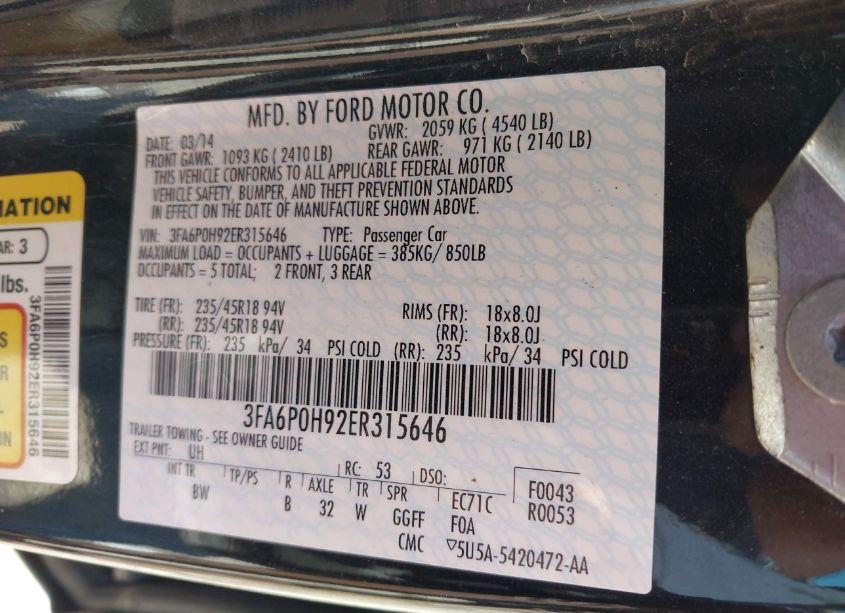 MFD. BY FORD MOTOR CO.
DATE: 03/14 GVWR: 2059 KG ( 4540 LB)
FRONT GAWR: 1093 KG ( 2410 LB) REAR GAWR: 971 KG ( 2140 LB)
THIS VEHICLE CONFORMS TO ALL APPLICABLE FEDERAL MOTOR
VEHICLE SAFETY, BUMPER, AND THEFT PREVENTION STANDARDS
IN EFFECT ON THE DATE OF MANUFACTURE SHOWN ABOVE.
VIN: 3FA6P0H92ER315646 TYPE: Passenger Car
MAXIMUM LOAD = OCCUPANTS + LUGGAGE = 385KG/ 850LB
OCCUPANTS = 5 TOTAL; 2 FRONT, 3 REAR
TIRE (FR): 235/45R18 94V RIMS (FR): 18x8.0J
(RR): 235/45R18 94V (RR): 18x8.0J
PRESSURE (FR): 235 kPa/ 34 PSI COLD (RR): 235 kPa/ 34 PSI COLD
3FA6P0H92ER315646
TRAILER TOWING - SEE OWNER GUIDE
EXT PNT: UH RC: 53 DSO: F0043
INT TR TP/PS R AXLE TR SPR EC71C R0053
BW B 32 W GGFF FOA
CMC ▽5U5A-5420472-AA
MATION
AR: 3
lbs.
S
R
L-
ON
3FA6P0H92ER315646